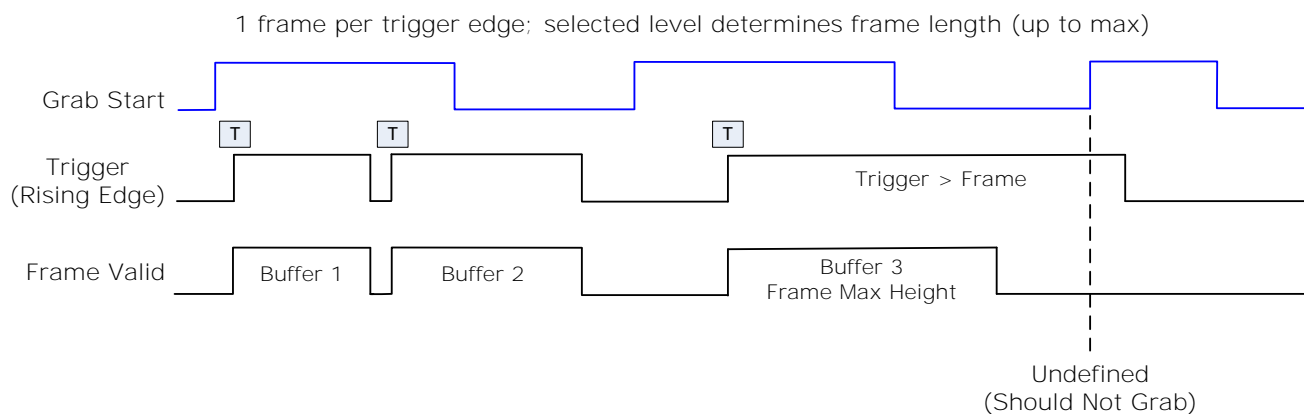 1 frame per trigger edge; selected level determines frame length (up to max)
Grab Start
T T T
Trigger
(Rising Edge)
Trigger > Frame
Frame Valid
Buffer 1
Buffer 2
Buffer 3
Frame Max Height
Undefined
(Should Not Grab)